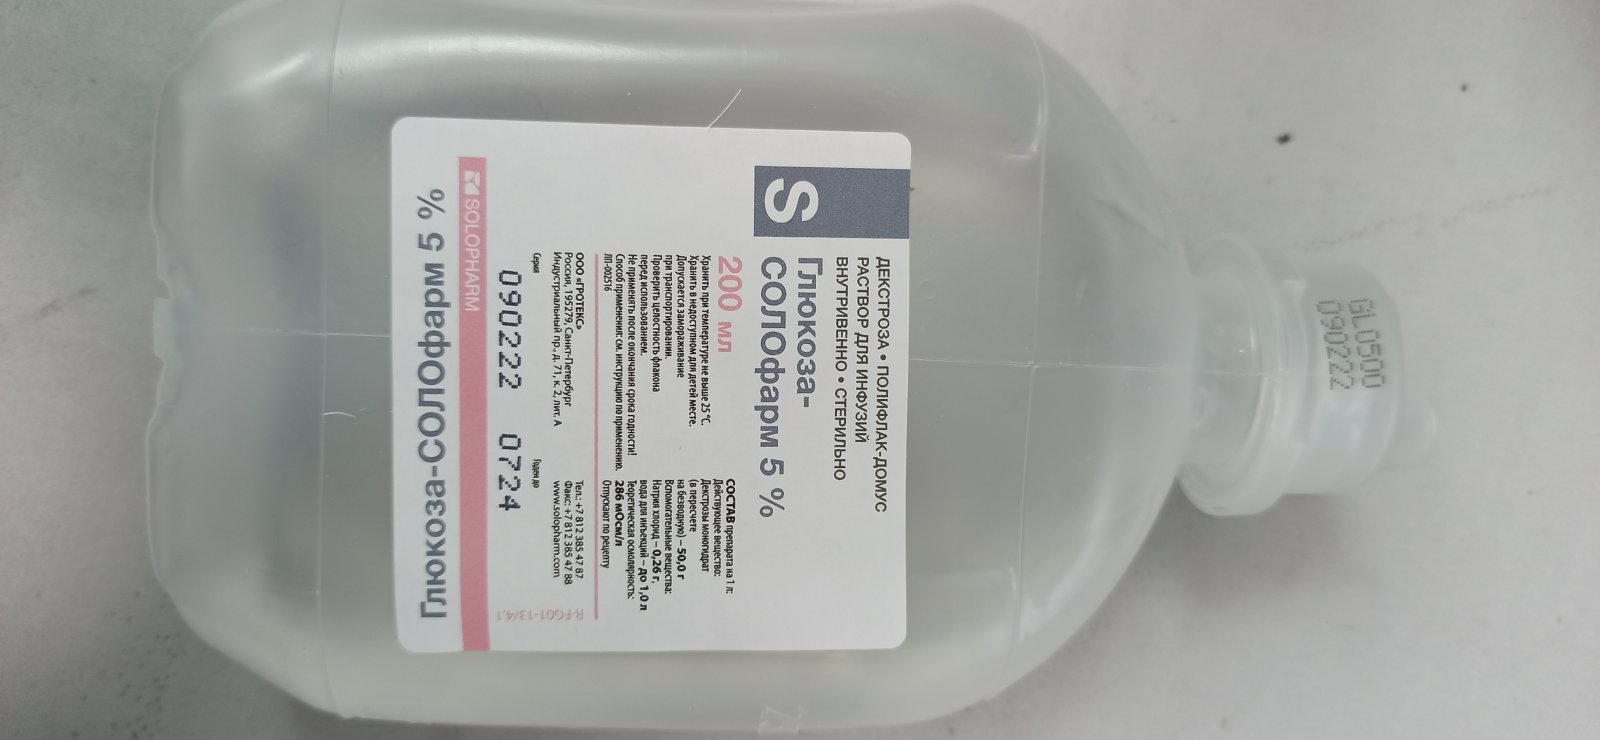 ДЕКСТРОЗА • ПОЛИФЛАК-ДОМУС
РАСТВОР ДЛЯ ИНФУЗИЙ
ВНУТРИВЕННО • СТЕРИЛЬНО
S
Глюкоза-
СОЛОфарм 5 %
200 мл
Хранить при температуре не выше 25 °С.
Хранить в недоступном для детей месте.
Допускается замораживание
при транспортировании.
Проверить целостность флакона
перед использованием.
Не применять после окончания срока годности!
Способ применения: см. инструкцию по применению.
ЛП-002516
СОСТАВ препарата на 1 л:
Действующее вещество:
Декстрозы моногидрат
(в пересчете
на безводную) – 50,0 г
Вспомогательные вещества:
Натрия хлорид – 0,26 г,
вода для инъекций – до 1,0 л
Теоретическая осмолярность:
286 мОсм/л
Отпускают по рецепту
ООО «ГРОТЕКС»
Россия, 195279, Санкт-Петербург
Индустриальный пр., д. 71, к. 2, лит. А
Тел.: +7 812 385 47 87
Факс: +7 812 385 47 88
www.solopharm.com
Серия
Годен до
090222 0724
R-FG01-13/4.1
SOLOPHARM
Глюкоза-СОЛОфарм 5 %
GL0500
090222